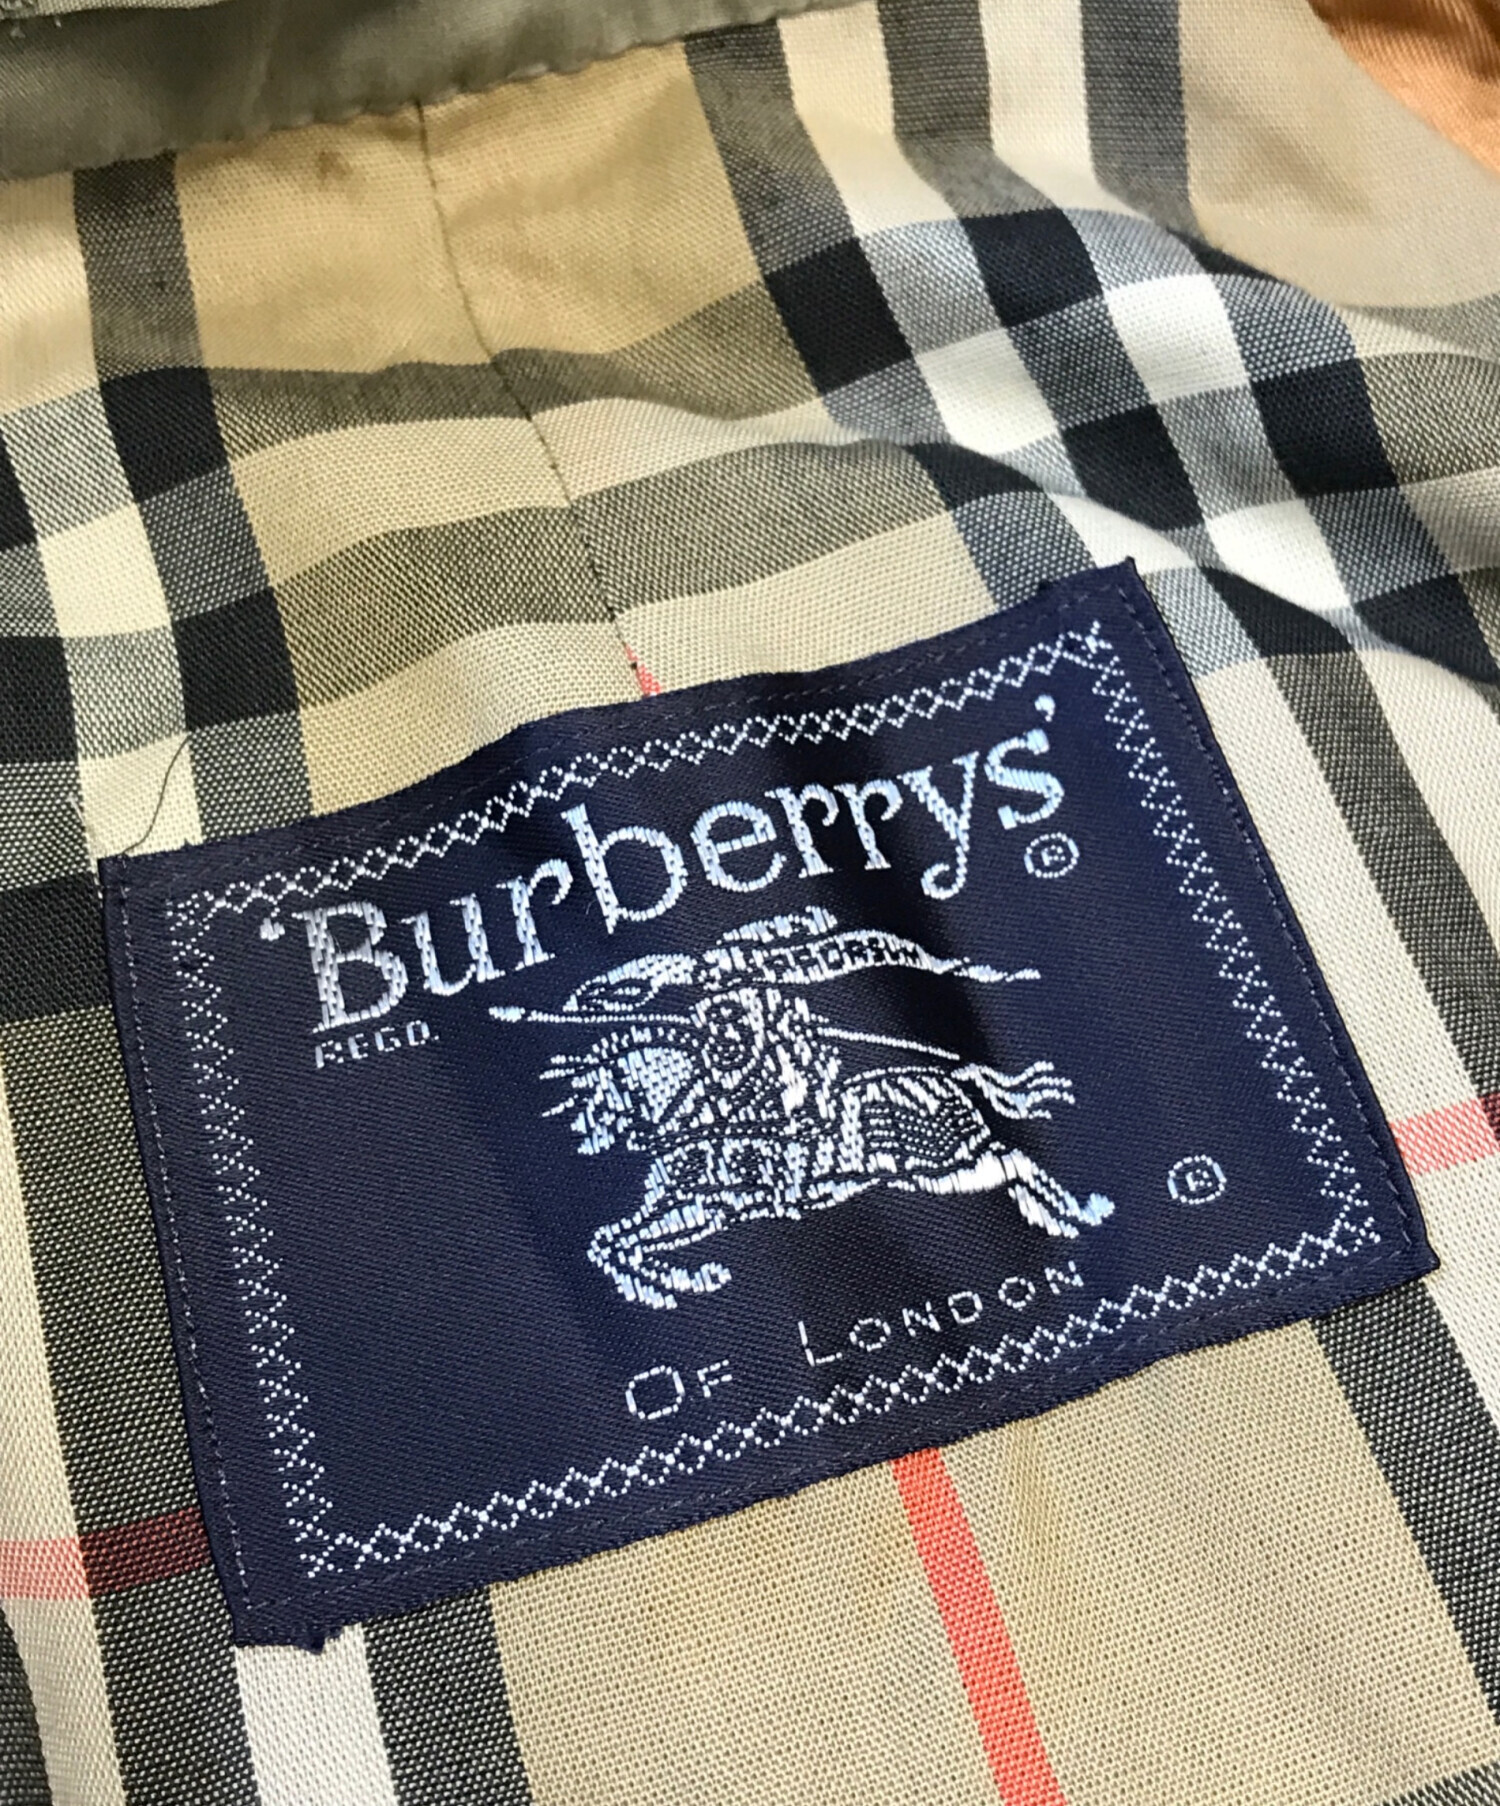 'Burberrys'®
REGD.
®
OF LONDON